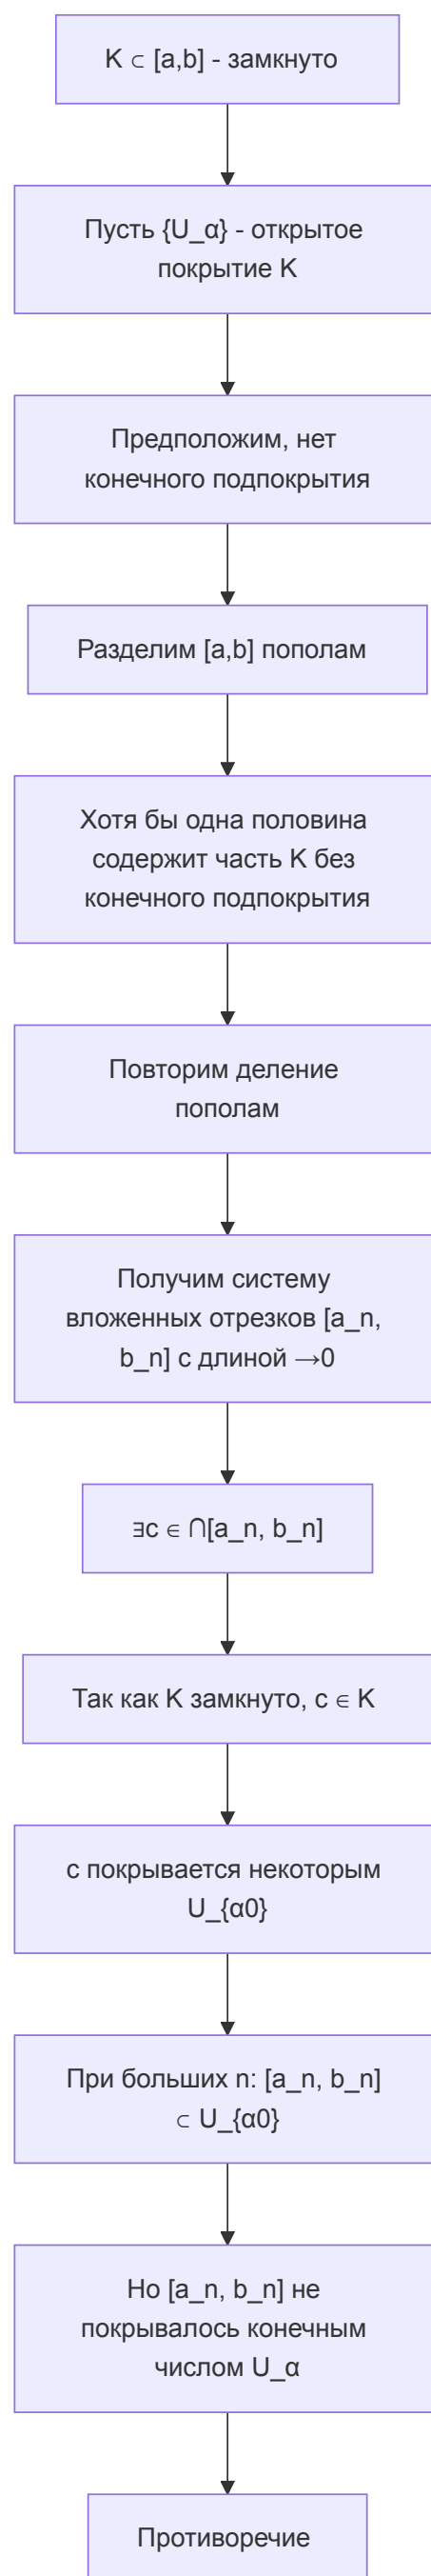 K ⊂ [a,b] - замкнуто
Пусть {U_α} - открытое
покрытие K
Предположим, нет
конечного подпокрытия
Разделим [a,b] пополам
Хотя бы одна половина
содержит часть K без
конечного подпокрытия
Повторим деление
пополам
Получим систему
вложенных отрезков [a_n,
b_n] с длиной →0
∃c ∈ ⋂[a_n, b_n]
Так как K замкнуто, c ∈ K
c покрывается некоторым
U_{α0}
При больших n: [a_n, b_n]
⊂ U_{α0}
Но [a_n, b_n] не
покрывалось конечным
числом U_α
Противоречие